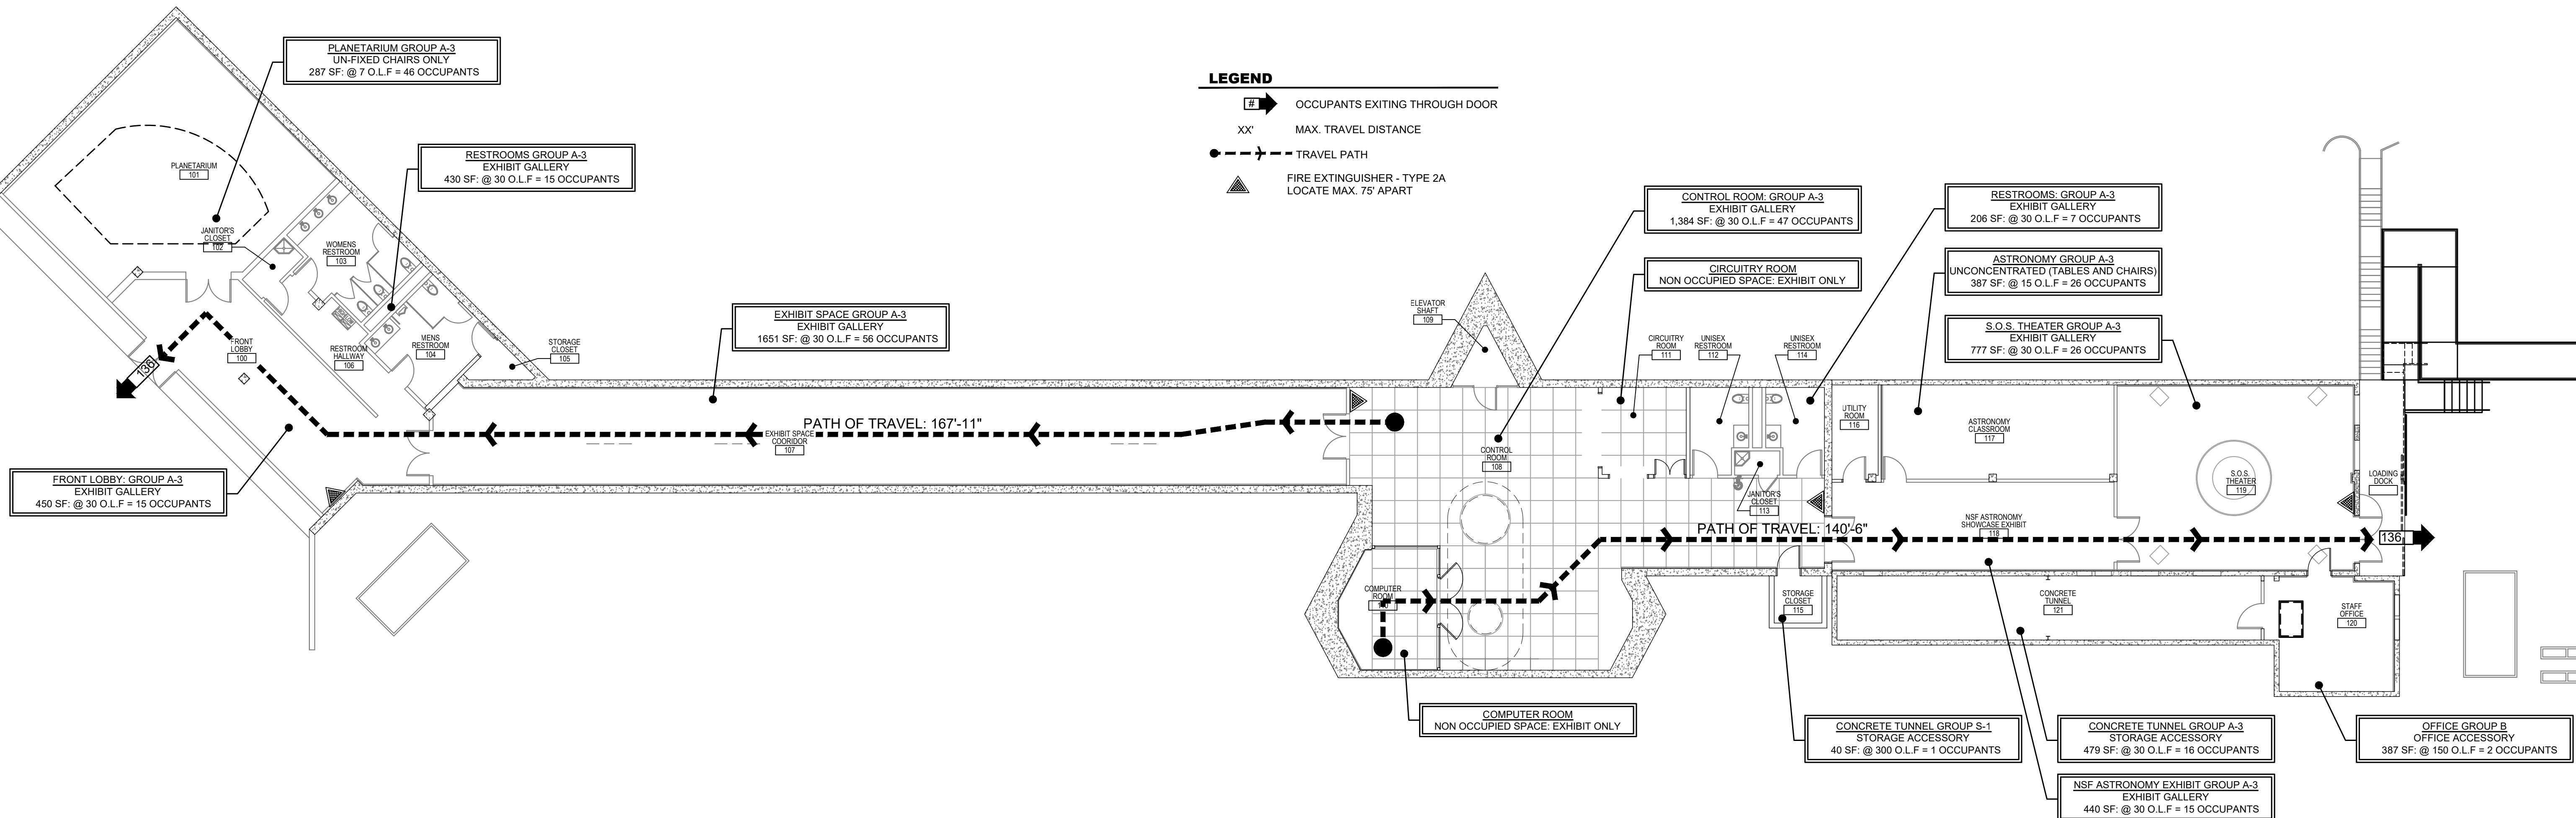 PLANETARIUM GROUP A-3
UN-FIXED CHAIRS ONLY
287 SF: @ 7 O.L.F = 46 OCCUPANTS
RESTROOMS GROUP A-3
EXHIBIT GALLERY
430 SF: @ 30 O.L.F = 15 OCCUPANTS
LEGEND
# OCCUPANTS EXITING THROUGH DOOR
XX' MAX. TRAVEL DISTANCE
TRAVEL PATH
FIRE EXTINGUISHER - TYPE 2A
LOCATE MAX. 75' APART
CONTROL ROOM: GROUP A-3
EXHIBIT GALLERY
1,384 SF: @ 30 O.L.F = 47 OCCUPANTS
RESTROOMS: GROUP A-3
EXHIBIT GALLERY
206 SF: @ 30 O.L.F = 7 OCCUPANTS
CIRCUITRY ROOM
NON OCCUPIED SPACE: EXHIBIT ONLY
ASTRONOMY GROUP A-3
UNCONCENTRATED (TABLES AND CHAIRS)
387 SF: @ 15 O.L.F = 26 OCCUPANTS
EXHIBIT SPACE GROUP A-3
EXHIBIT GALLERY
1651 SF: @ 30 O.L.F = 56 OCCUPANTS
S.O.S. THEATER GROUP A-3
EXHIBIT GALLERY
777 SF: @ 30 O.L.F = 26 OCCUPANTS
PLANETARIUM
101
JANITOR'S
CLOSET
102
WOMENS
RESTROOM
103
FRONT
LOBBY
100
RESTROOM
HALLWAY
106
MENS
RESTROOM
104
STORAGE
CLOSET
105
136
ELEVATOR
SHAFT
109
CIRCUITRY
ROOM
111
UNISEX
RESTROOM
112
UNISEX
RESTROOM
114
UTILITY
ROOM
116
ASTRONOMY
CLASSROOM
117
PATH OF TRAVEL: 167'-11"
EXHIBIT SPACE
COORIDOR
107
CONTROL
ROOM
108
S.O.S.
THEATER
119
LOADING
DOCK
JANITOR'S
CLOSET
113
NSF ASTRONOMY
SHOWCASE EXHIBIT
118
PATH OF TRAVEL: 140'-6"
136
FRONT LOBBY: GROUP A-3
EXHIBIT GALLERY
450 SF: @ 30 O.L.F = 15 OCCUPANTS
COMPUTER
ROOM
STORAGE
CLOSET
115
CONCRETE
TUNNEL
121
STAFF
OFFICE
120
COMPUTER ROOM
NON OCCUPIED SPACE: EXHIBIT ONLY
CONCRETE TUNNEL GROUP S-1
STORAGE ACCESSORY
40 SF: @ 300 O.L.F = 1 OCCUPANTS
CONCRETE TUNNEL GROUP A-3
STORAGE ACCESSORY
479 SF: @ 30 O.L.F = 16 OCCUPANTS
OFFICE GROUP B
OFFICE ACCESSORY
387 SF: @ 150 O.L.F = 2 OCCUPANTS
NSF ASTRONOMY EXHIBIT GROUP A-3
EXHIBIT GALLERY
440 SF: @ 30 O.L.F = 15 OCCUPANTS